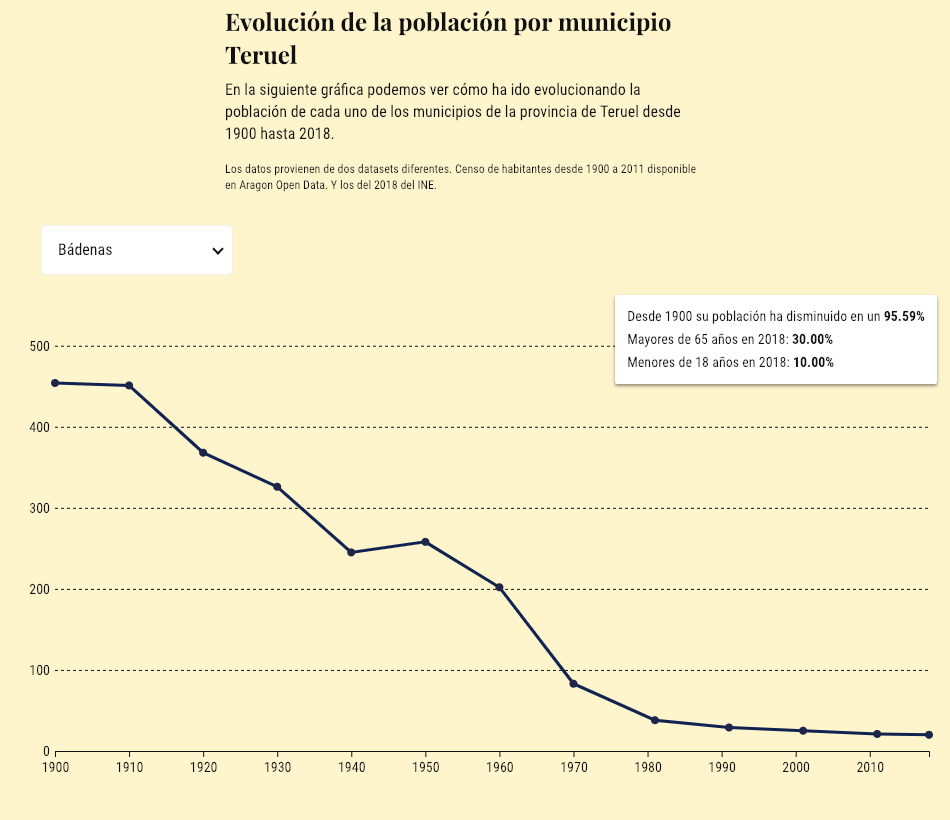 Evolución de la población por municipio
Teruel
En la siguiente gráfica podemos ver cómo ha ido evolucionando la
población de cada uno de los municipios de la provincia de Teruel desde
1900 hasta 2018.
Los datos provienen de dos datasets diferentes. Censo de habitantes desde 1900 a 2011 disponible
en Aragon Open Data. Y los del 2018 del INE.
Bádenas
Desde 1900 su población ha disminuido en un 95.59%
Mayores de 65 años en 2018: 30.00%
Menores de 18 años en 2018: 10.00%
500
400
300
200
100
0
1900 1910 1920 1930 1940 1950 1960 1970 1980 1990 2000 2010